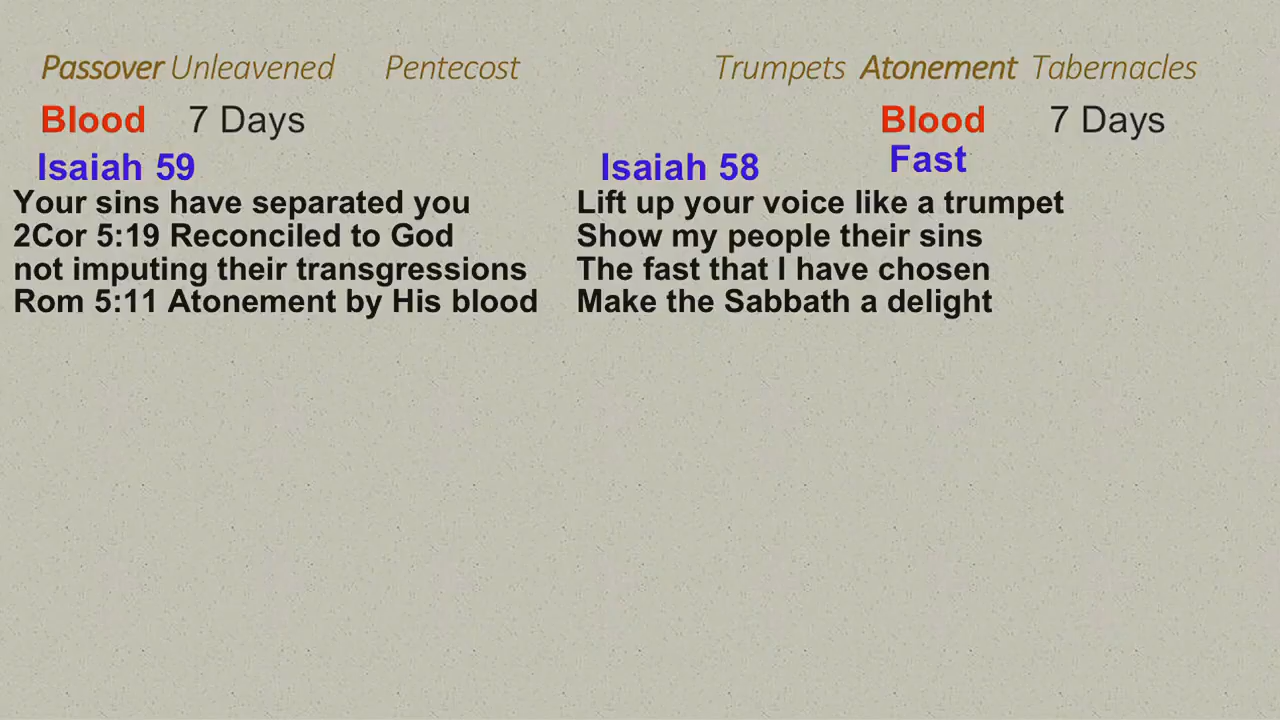 Passover Unleavened Pentecost Trumpets Atonement Tabernacles
Blood 7 Days Blood 7 Days
Isaiah 59 Isaiah 58 Fast
Your sins have separated you
2Cor 5:19 Reconciled to God
not imputing their transgressions
Rom 5:11 Atonement by His blood
Lift up your voice like a trumpet
Show my people their sins
The fast that I have chosen
Make the Sabbath a delight